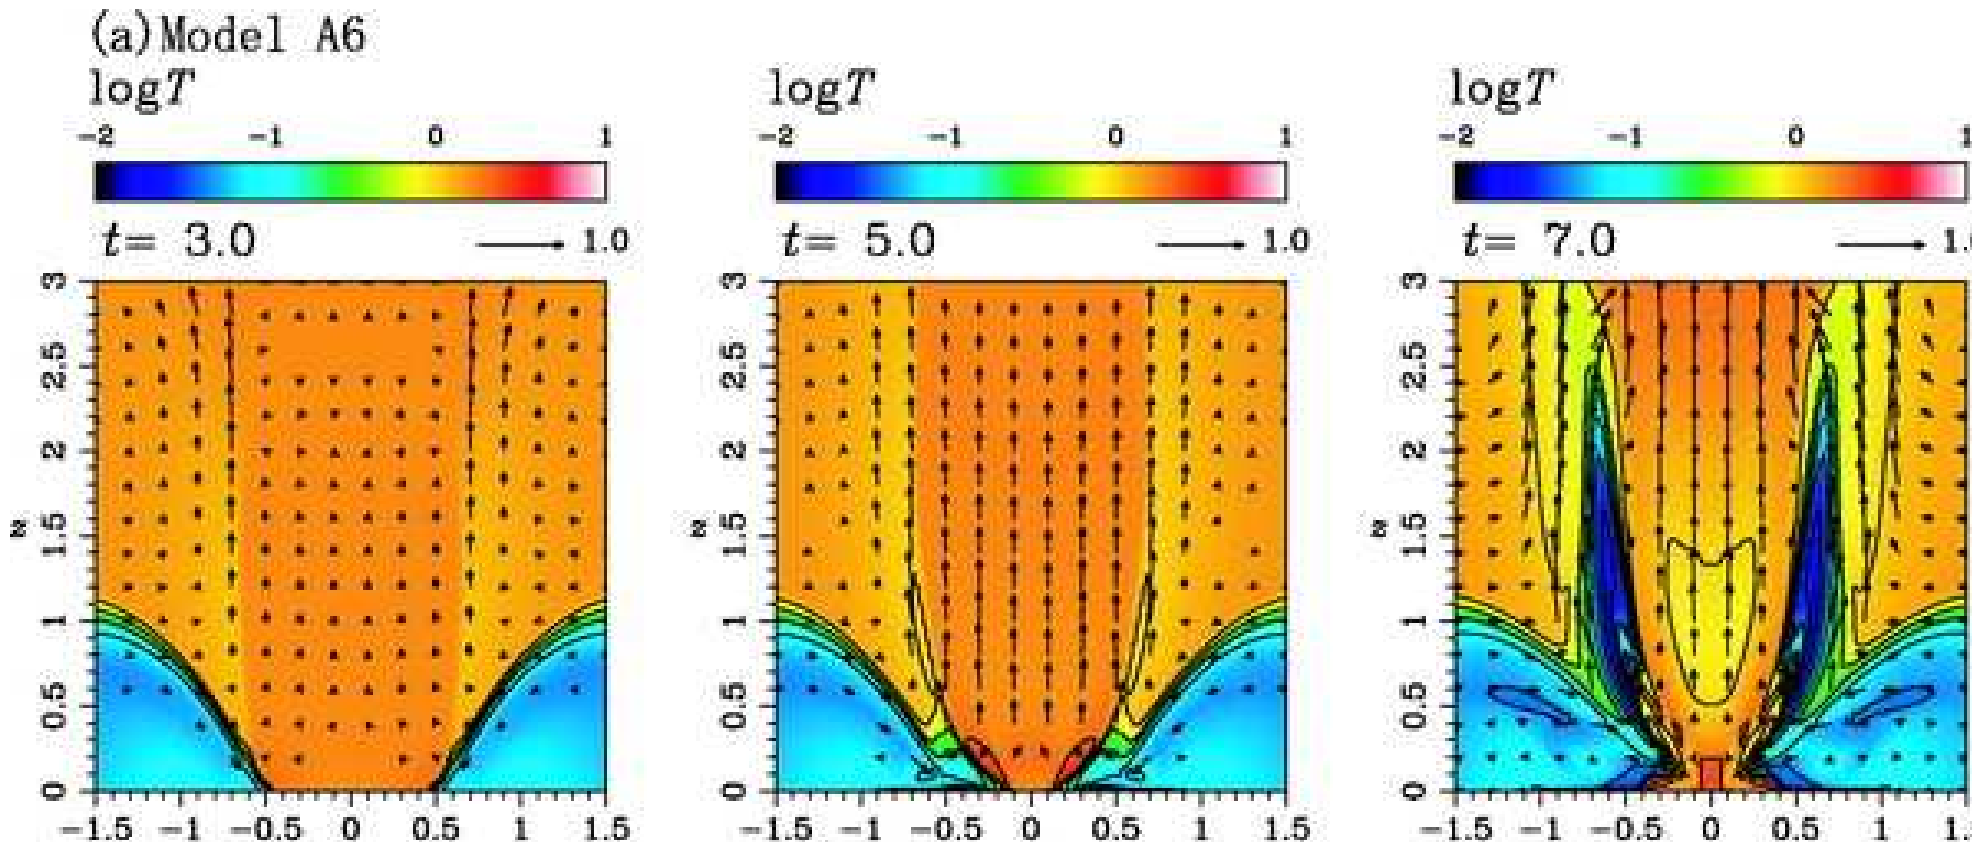 (a)Model A6
logT logT logT
-2 -1 0 1 -2 -1 0 1 -2 -1 0 1
t= 3.0 1.0 t= 5.0 1.0 t= 7.0
3 3 3
2.5 2.5 2.5
2 2 2
z 1.5 z 1.5 z 1.5
1 1 1
0.5 0.5 0.5
0 0 0
-1.5 -1 -0.5 0 0.5 1 1.5 -1.5 -1 -0.5 0 0.5 1 1.5 -1.5 -1 -0.5 0 0.5 1